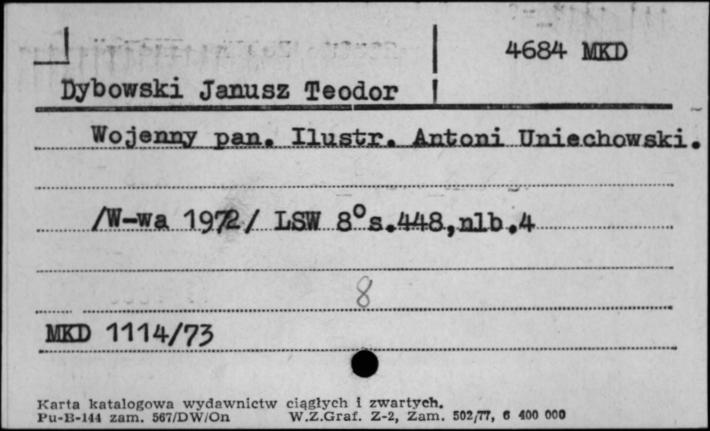 4684 MKD
Dybowski Janusz Teodor
Wojenny pan. Ilustr. Antoni Uniechowski.
/W-wa 1972/ LSW 8° s.448,nlb.4
8
MKD 1114/73
Karta katalogowa wydawnictw ciągłych i zwartych.
Pu-B-144 zam. 567/DW/On W.Z.Graf. Z-2, Zam. 502/77, 6 400 000